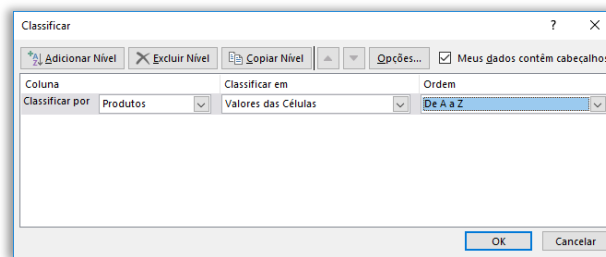 Classificar ? ×
Adicionar Nível Excluir Nível Copiar Nível Opções... Meus dados contêm cabeçalhos
Coluna Classificar em Ordem
Classificar por Produtos Valores das Células De A a Z
OK Cancelar